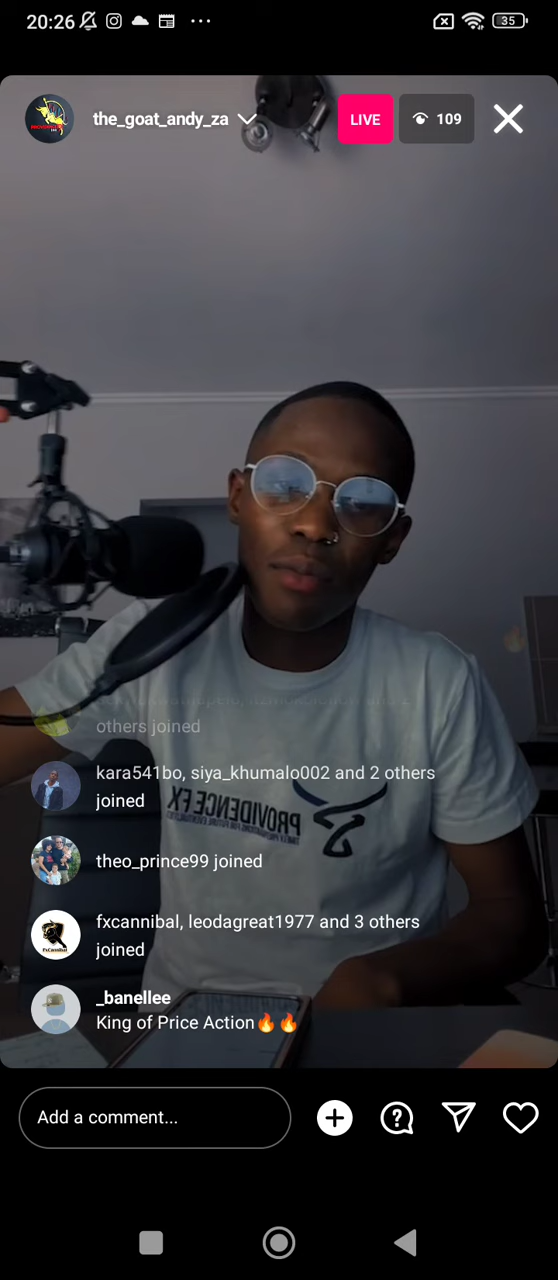 20:26
35
the_goat_andy_za
LIVE
109
others joined
kara541bo, siya_khumalo002 and 2 others
joined
PROVIDENCE FX
theo_prince99 joined
fxcannibal, leodagreat1977 and 3 others
joined
_banellee
King of Price Action🔥🔥
Add a comment...